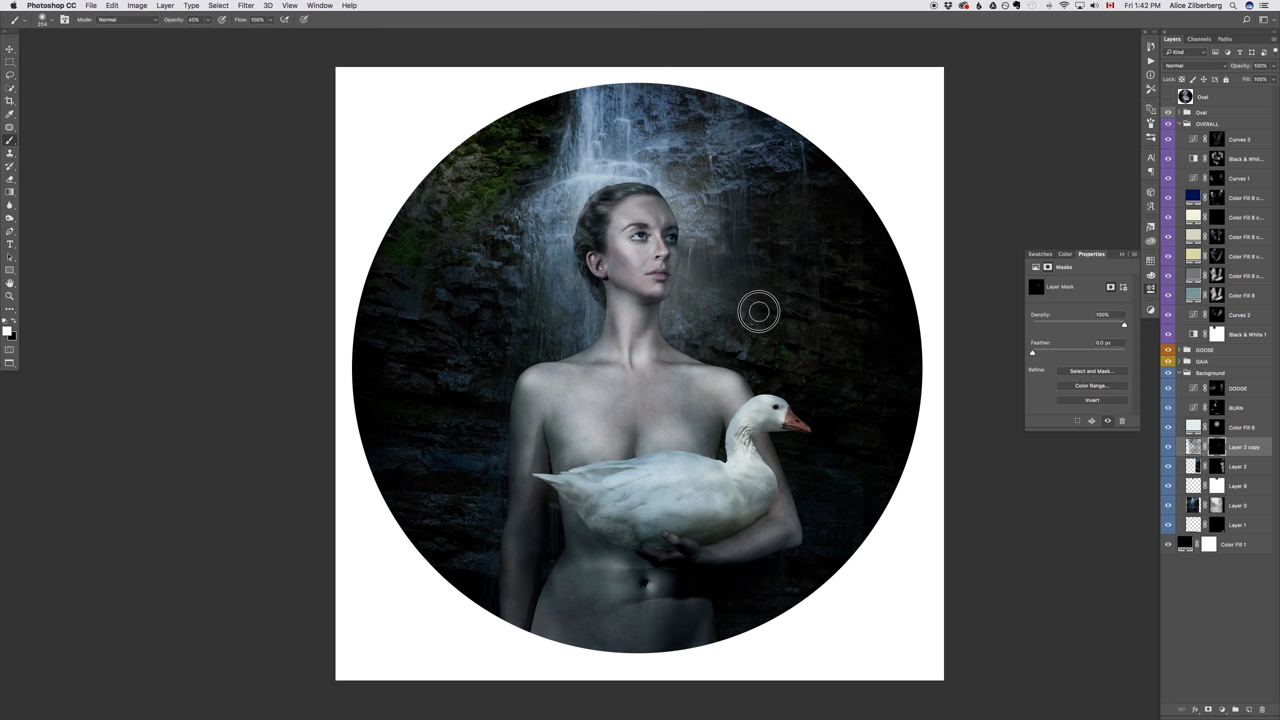 Photoshop CC File Edit Image Layer Type Select Filter 3D View Window Help Fri 1:42 PM Alice Zilberberg
204 Mode: Normal Opacity: 40% Flow: 100%
Layers Channels Paths
Kind
Normal Opacity: 100%
Lock: Fill: 100%
Oval
Oval
OVERALL
Curves 3
Black & Whit...
Curves 1
Color Fill 8 c...
Color Fill 8 c...
Color Fill 8 c...
Color Fill 8 c...
Color Fill 8 c...
Color Fill 8
Curves 2
Black & White 1
GOOSE
GAIA
Background
DODGE
BURN
Color Fill 6
Layer 2 copy
Layer 2
Layer 8
Layer 0
Layer 1
Color Fill 1
Swatches Color Properties
Masks
Layer Mask
Density: 100%
Feather: 0.0 px
Refine: Select and Mask...
Color Range...
Invert